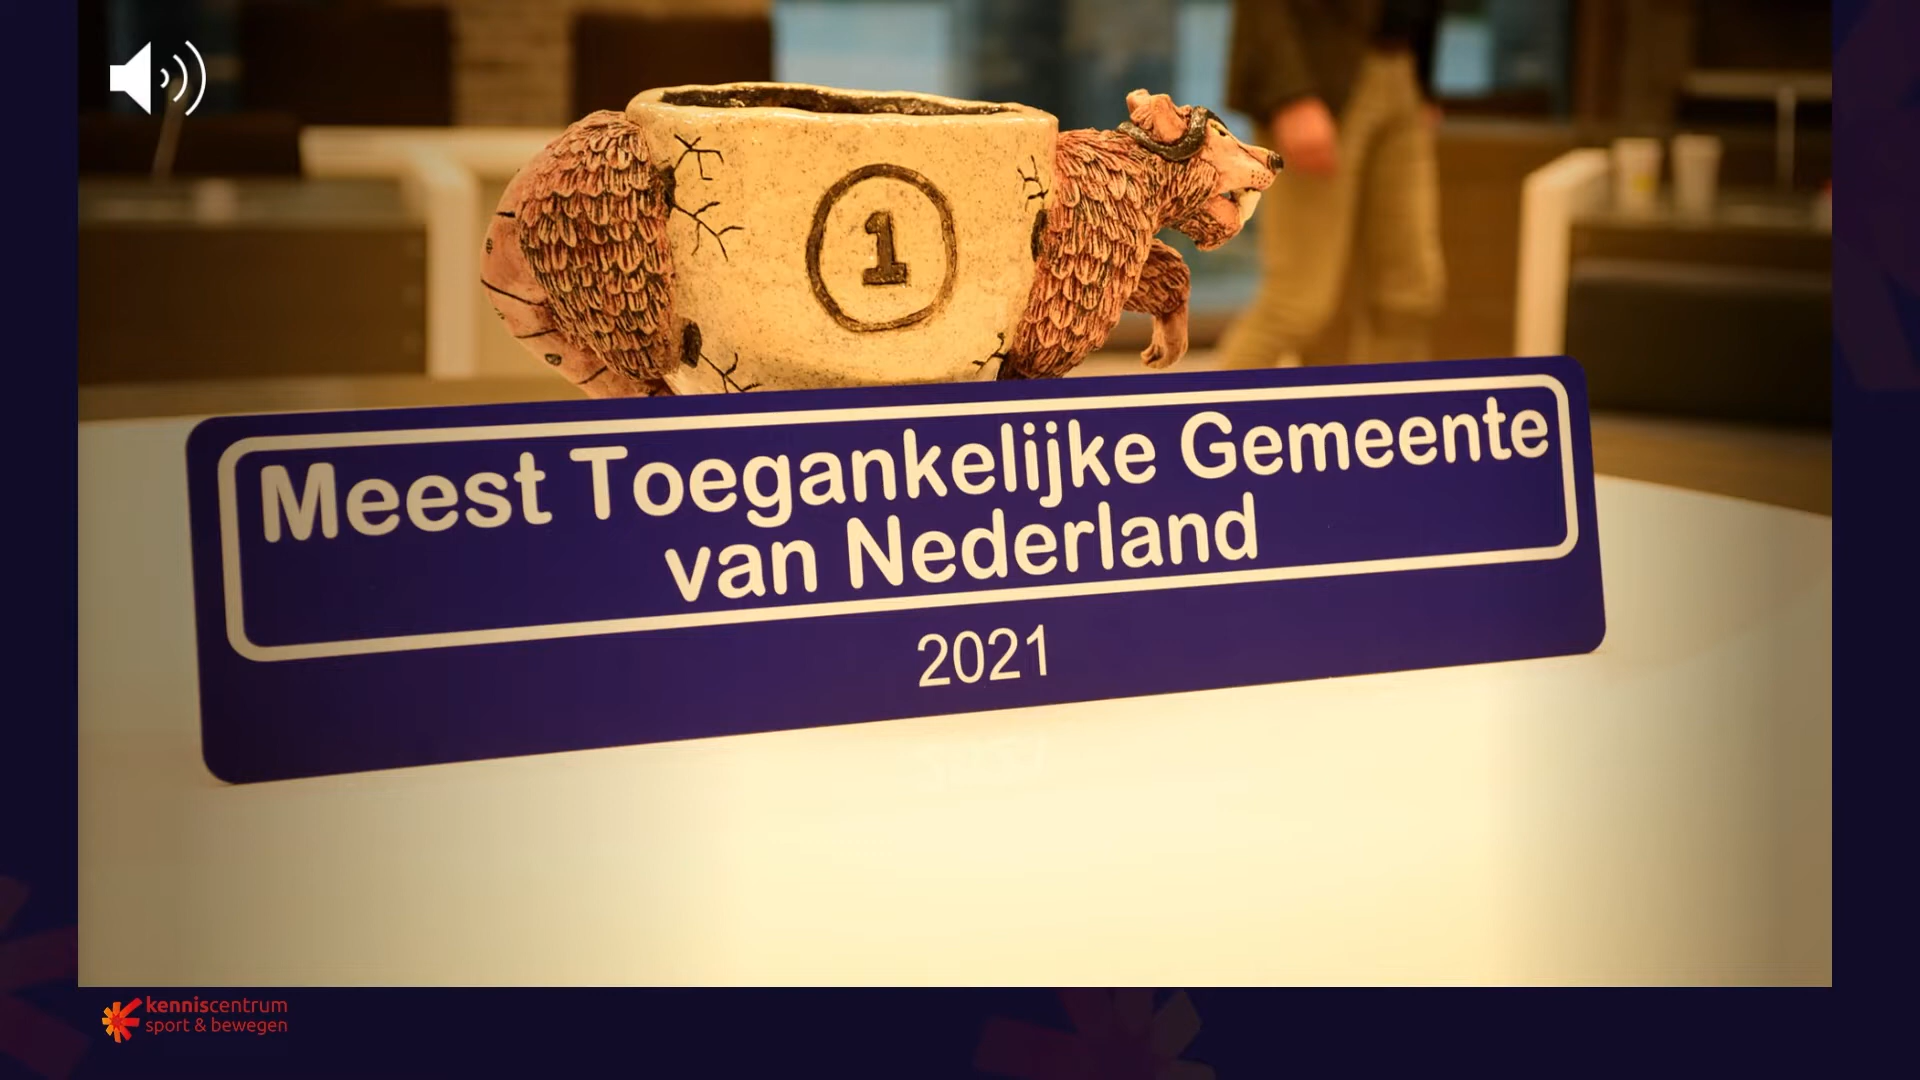 1
Meest Toegankelijke Gemeente
van Nederland
2021
kenniscentrum
sport & bewegen